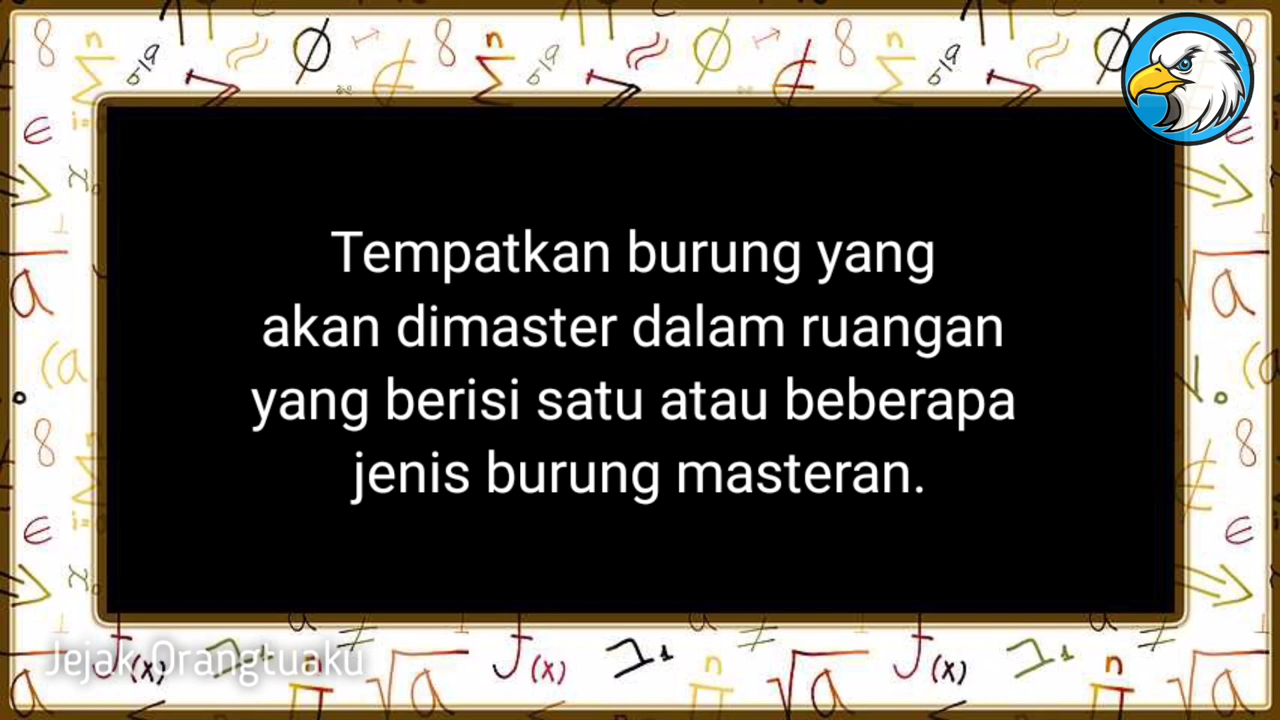 Tempatkan burung yang
akan dimaster dalam ruangan
yang berisi satu atau beberapa
jenis burung masteran.
Jejak Orangtuaku